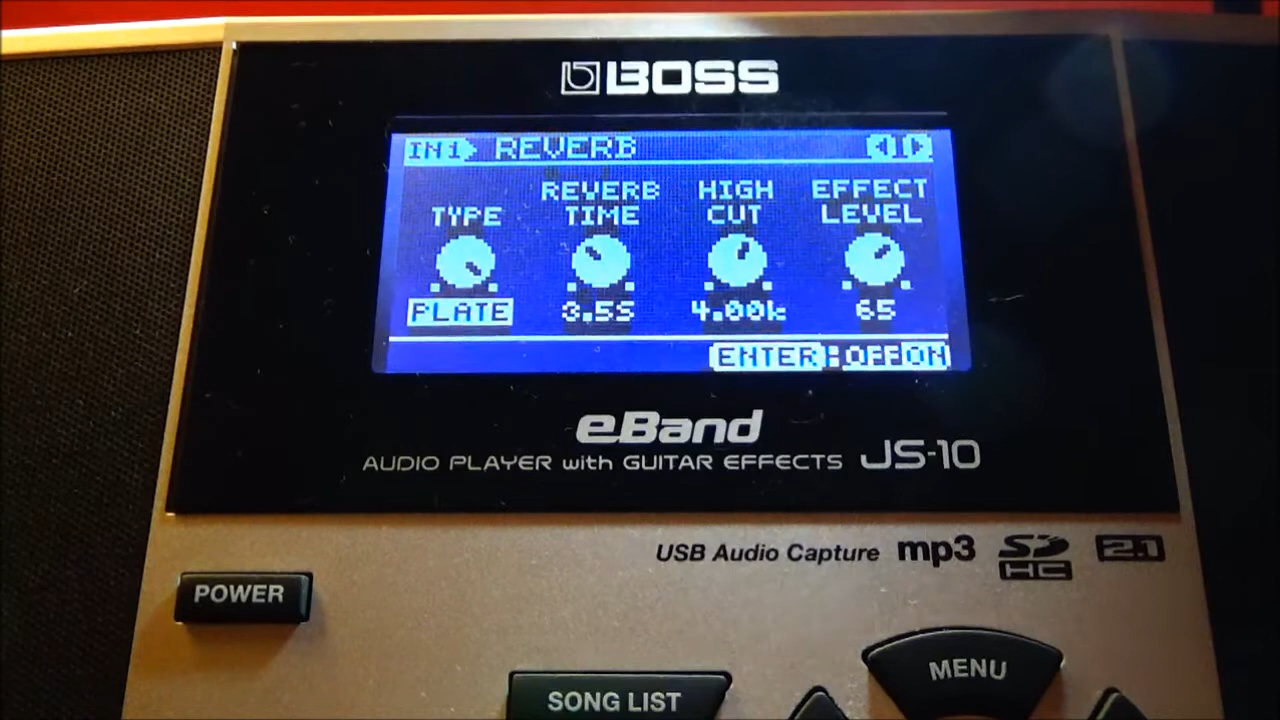 BOSS
IN1 REVERB
TYPE REVERB TIME HIGH CUT EFFECT LEVEL
PLATE 3.5S 4.00k 65
ENTER:OFF ON
eBand
AUDIO PLAYER with GUITAR EFFECTS JS-10
USB Audio Capture mp3 SD HC 2.1
POWER
MENU
SONG LIST